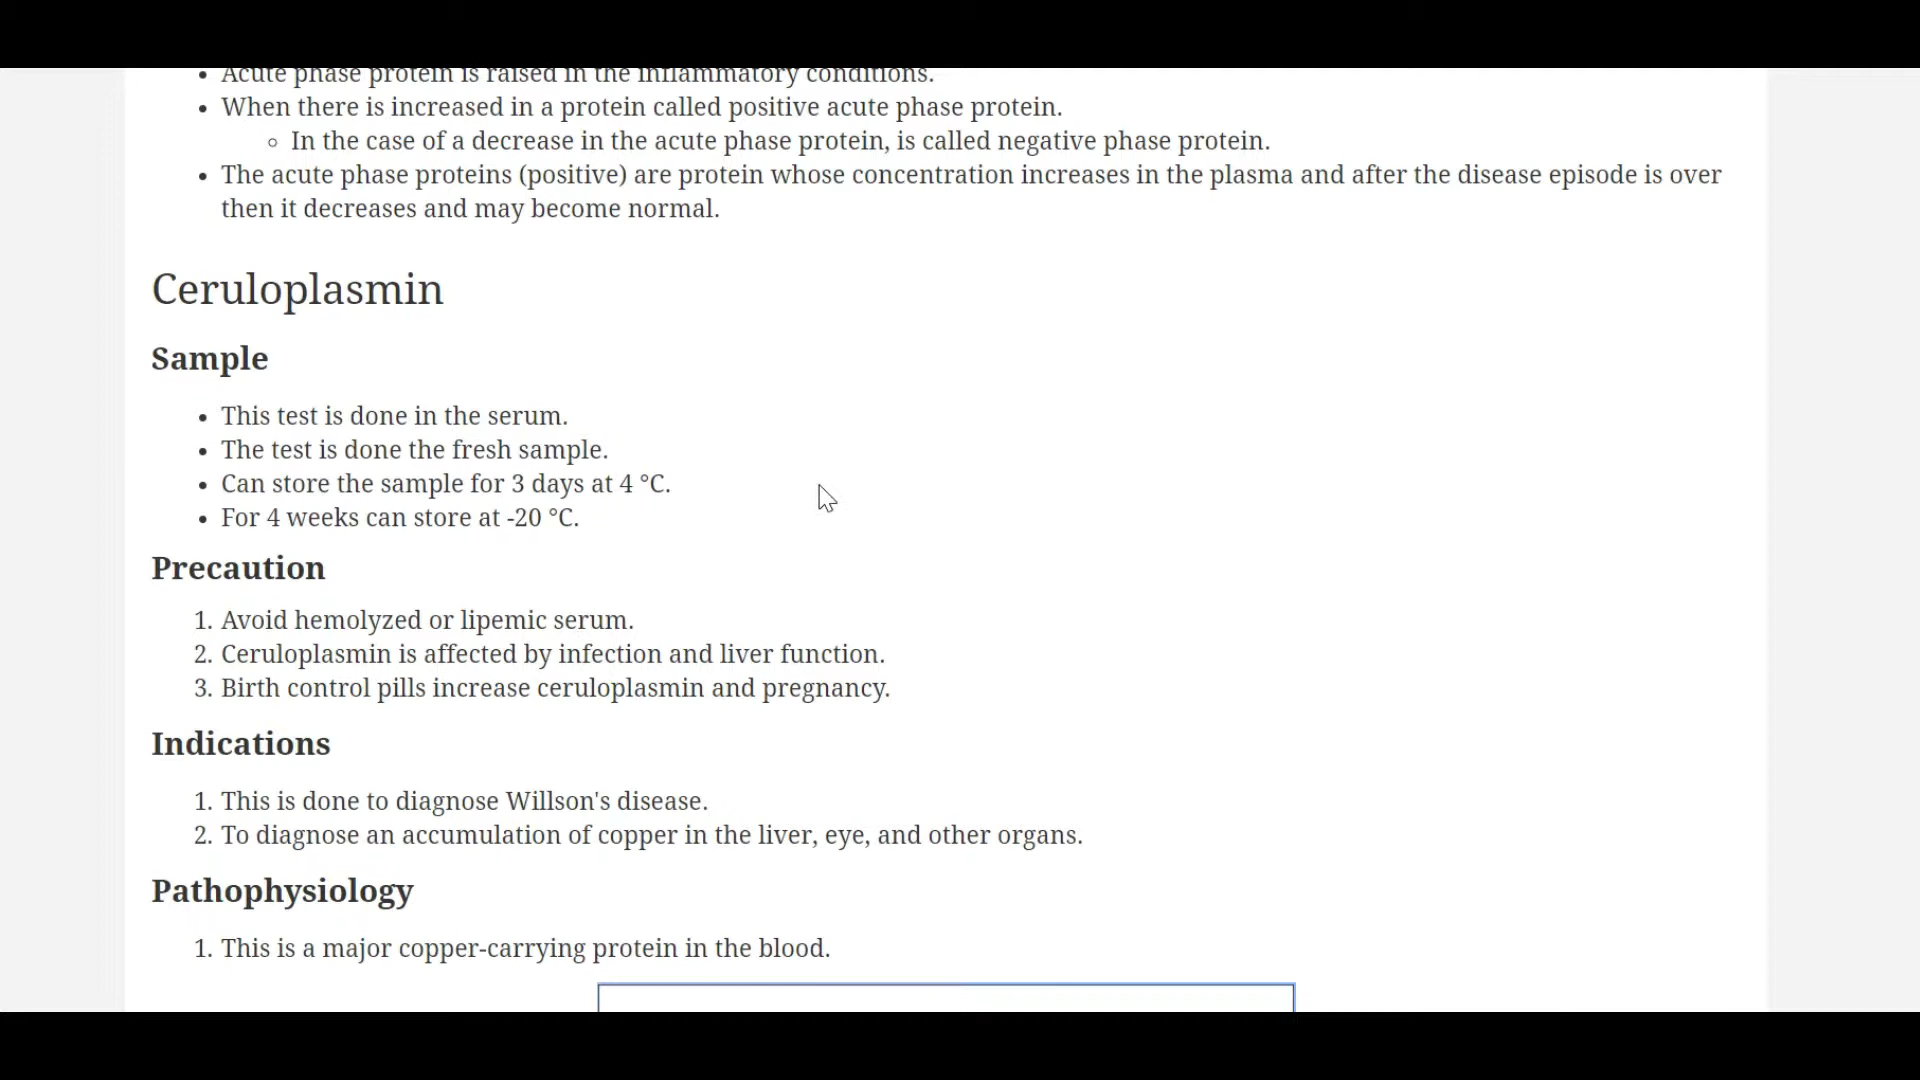 Acute phase protein is raised in the inflammatory conditions.
When there is increased in a protein called positive acute phase protein.
In the case of a decrease in the acute phase protein, is called negative phase protein.
The acute phase proteins (positive) are protein whose concentration increases in the plasma and after the disease episode is over
then it decreases and may become normal.
Ceruloplasmin
Sample
This test is done in the serum.
The test is done the fresh sample.
Can store the sample for 3 days at 4 °C.
For 4 weeks can store at -20 °C.
Precaution
1. Avoid hemolyzed or lipemic serum.
2. Ceruloplasmin is affected by infection and liver function.
3. Birth control pills increase ceruloplasmin and pregnancy.
Indications
1. This is done to diagnose Willson's disease.
2. To diagnose an accumulation of copper in the liver, eye, and other organs.
Pathophysiology
1. This is a major copper-carrying protein in the blood.